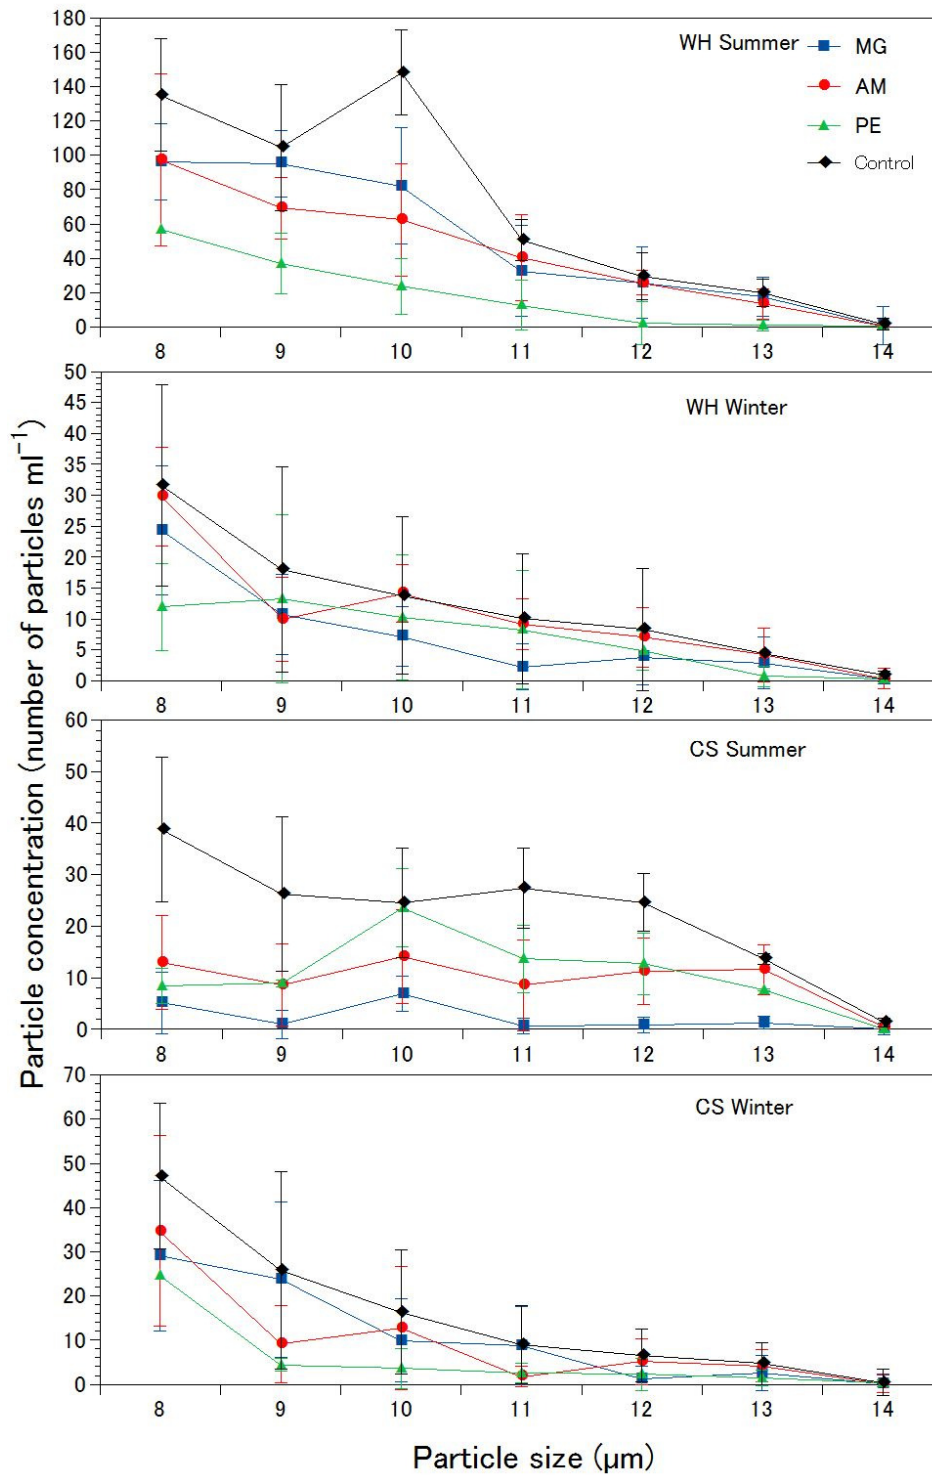 180
160
140
120
100
80
60
40
20
0
WH Summer
MG
AM
PE
Control
8 9 10 11 12 13 14
50
45
40
35
30
25
20
15
10
5
0
WH Winter
8 9 10 11 12 13 14
60
50
40
30
20
10
0
CS Summer
8 9 10 11 12 13 14
70
60
50
40
30
20
10
0
CS Winter
8 9 10 11 12 13 14
Particle concentration (number of particles ml⁻¹)
Particle size (μm)